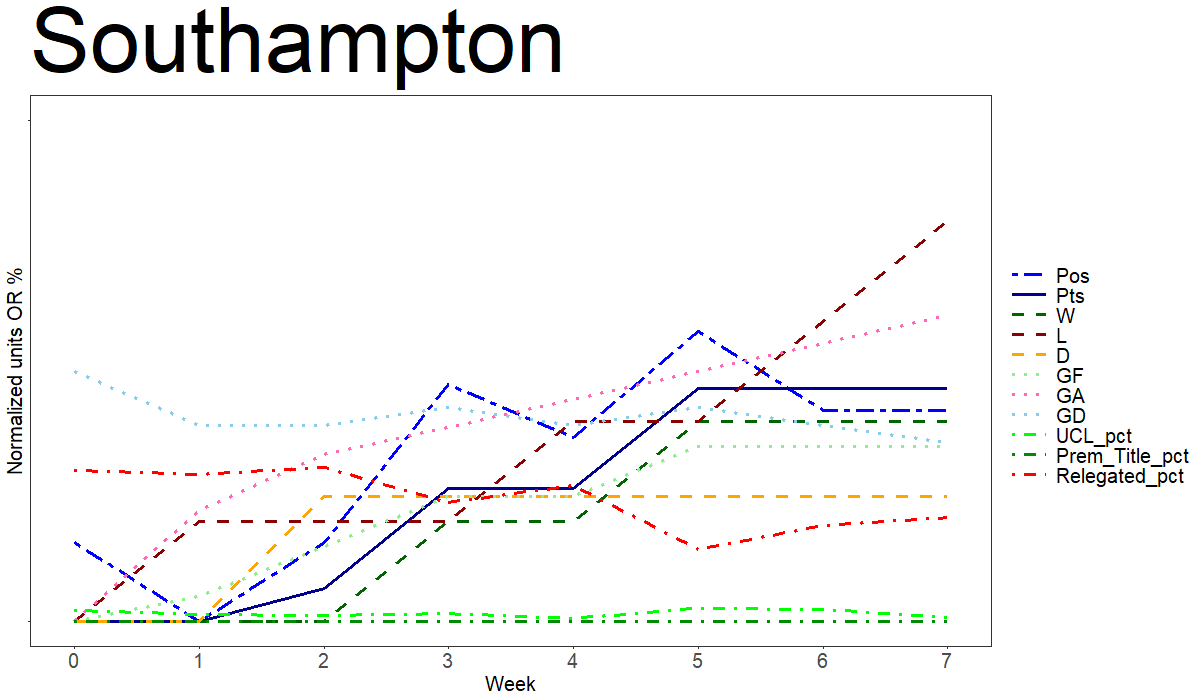 Southampton
Normalized units OR %
0 1 2 3 4 5 6 7
Week
Pos
Pts
W
L
D
GF
GA
GD
UCL_pct
Prem_Title_pct
Relegated_pct